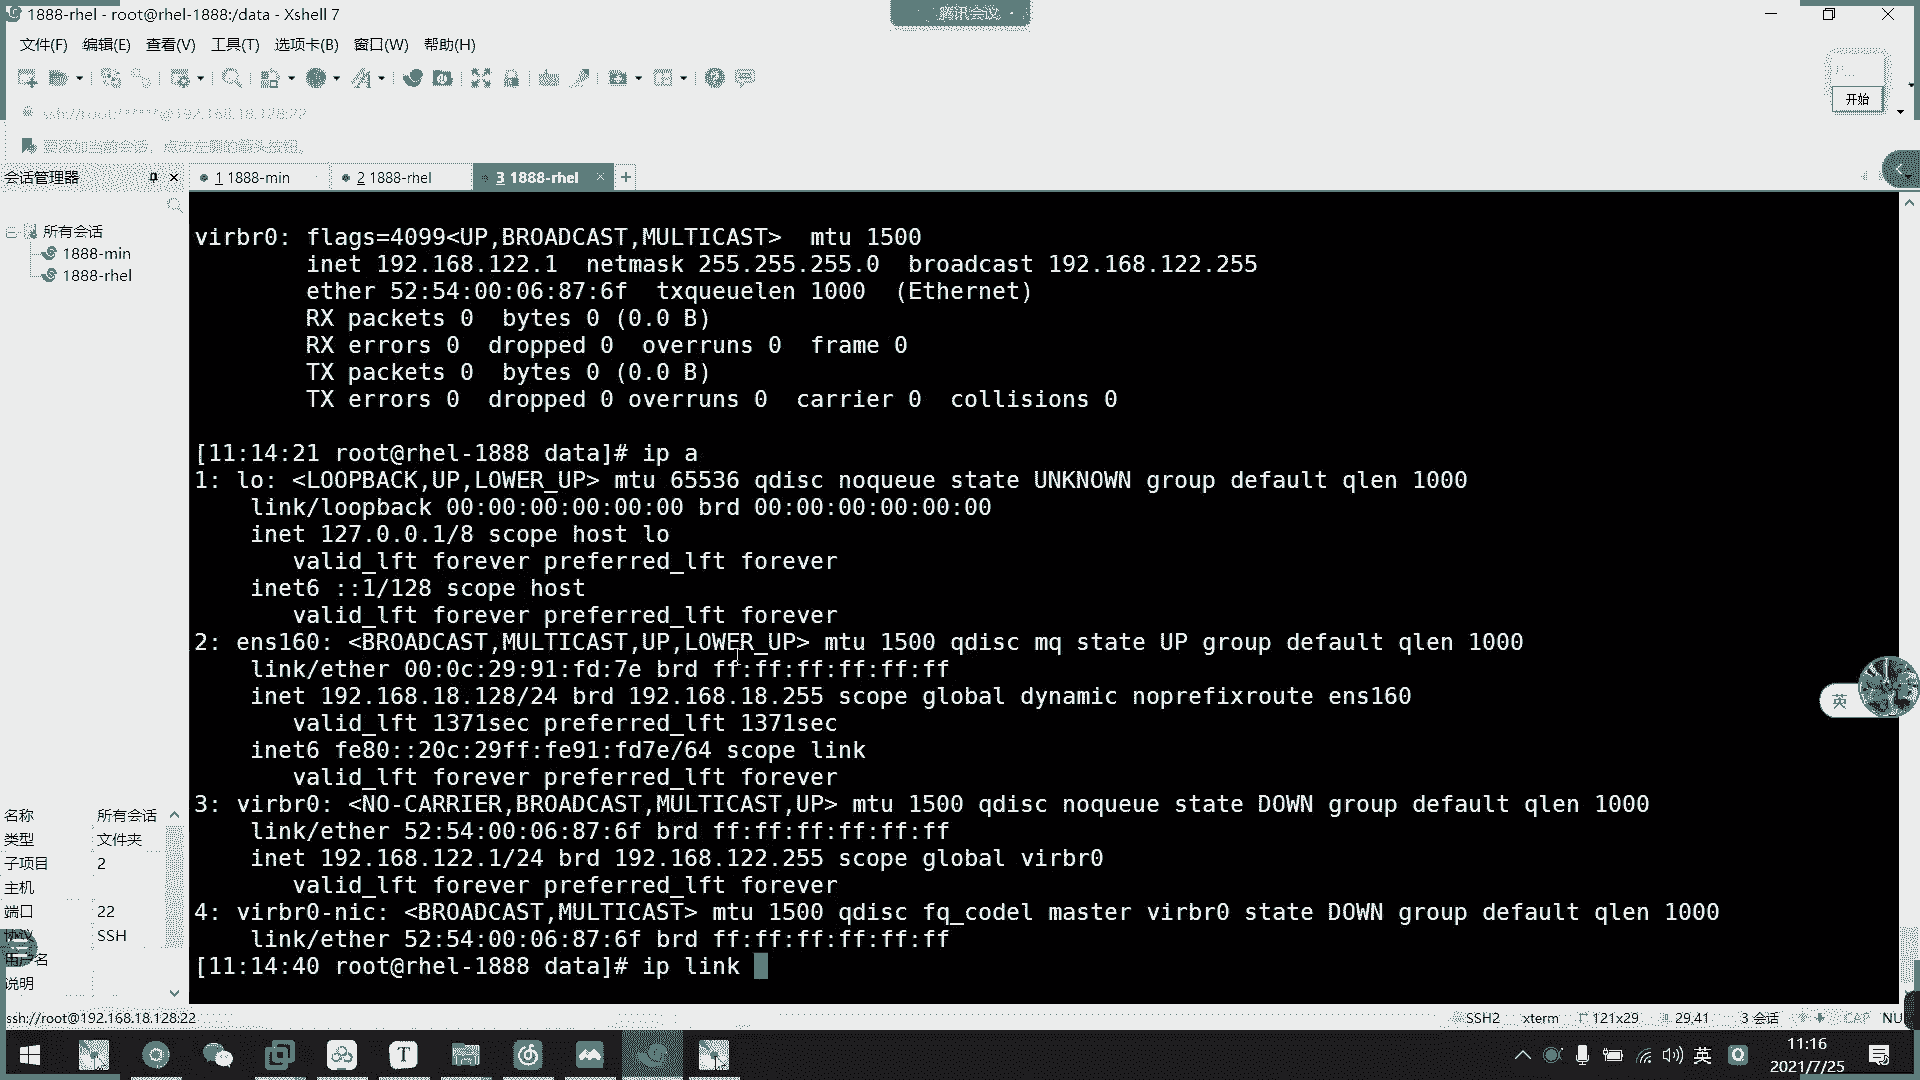 1888-rhel - root@rhel-1888:/data - Xshell 7
腾讯会议
文件(F) 编辑(E) 查看(V) 工具(T) 选项卡(B) 窗口(W) 帮助(H)
开始
ssh://root:*****@192.168.18.128:22
要添加当前会话，点击左侧的箭头按钮。
会话管理器
1 1888-min
2 1888-rhel
3 1888-rhel
所有会话
1888-min
1888-rhel
virbr0: flags=4099<UP,BROADCAST,MULTICAST>  mtu 1500
inet 192.168.122.1  netmask 255.255.255.0  broadcast 192.168.122.255
ether 52:54:00:06:87:6f  txqueuelen 1000  (Ethernet)
RX packets 0  bytes 0 (0.0 B)
RX errors 0  dropped 0  overruns 0  frame 0
TX packets 0  bytes 0 (0.0 B)
TX errors 0  dropped 0 overruns 0  carrier 0  collisions 0
[11:14:21 root@rhel-1888 data]# ip a
1: lo: <LOOPBACK,UP,LOWER_UP> mtu 65536 qdisc noqueue state UNKNOWN group default qlen 1000
link/loopback 00:00:00:00:00:00 brd 00:00:00:00:00:00
inet 127.0.0.1/8 scope host lo
valid_lft forever preferred_lft forever
inet6 ::1/128 scope host
valid_lft forever preferred_lft forever
2: ens160: <BROADCAST,MULTICAST,UP,LOWER_UP> mtu 1500 qdisc mq state UP group default qlen 1000
link/ether 00:0c:29:91:fd:7e brd ff:ff:ff:ff:ff:ff
inet 192.168.18.128/24 brd 192.168.18.255 scope global dynamic noprefixroute ens160
valid_lft 1371sec preferred_lft 1371sec
inet6 fe80::20c:29ff:fe91:fd7e/64 scope link
valid_lft forever preferred_lft forever
3: virbr0: <NO-CARRIER,BROADCAST,MULTICAST,UP> mtu 1500 qdisc noqueue state DOWN group default qlen 1000
link/ether 52:54:00:06:87:6f brd ff:ff:ff:ff:ff:ff
inet 192.168.122.1/24 brd 192.168.122.255 scope global virbr0
valid_lft forever preferred_lft forever
4: virbr0-nic: <BROADCAST,MULTICAST> mtu 1500 qdisc fq_codel master virbr0 state DOWN group default qlen 1000
link/ether 52:54:00:06:87:6f brd ff:ff:ff:ff:ff:ff
[11:14:40 root@rhel-1888 data]# ip link
英
名称 所有会话
类型 文件夹
子项目 2
主机
端口 22
协议 SSH
用户名
说明
ssh://root@192.168.18.128:22
SSH2 xterm 121x29 29,41 3 会话 CAP NU
英
11:16
2021/7/25